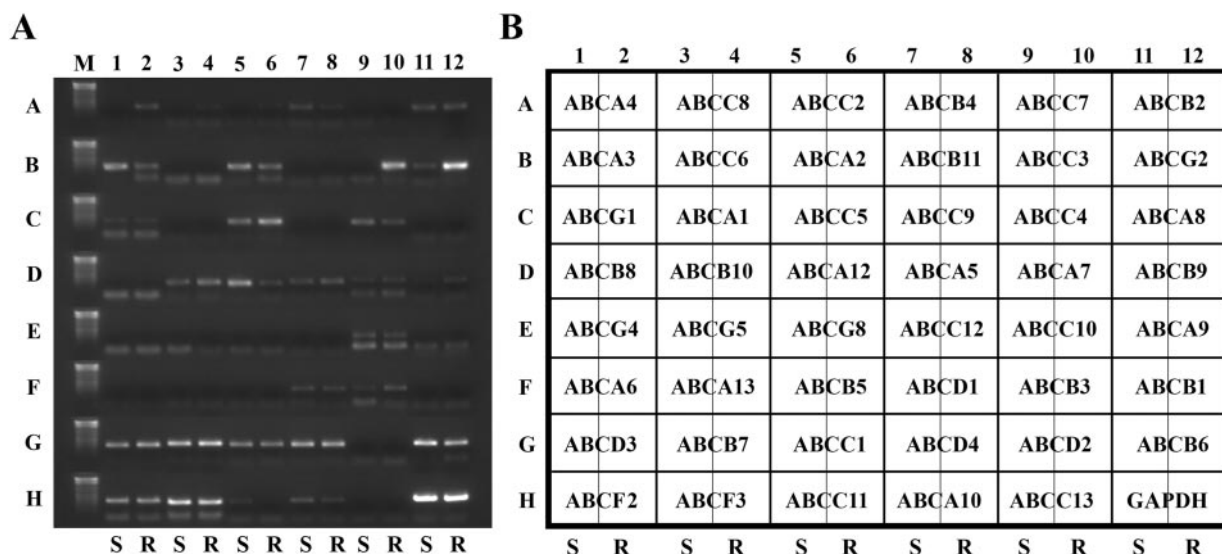 A
B
M 1 2 3 4 5 6 7 8 9 10 11 12
A
B
C
D
E
F
G
H
S R S R S R S R S R S R
1 2 3 4 5 6 7 8 9 10 11 12
A ABCA4 ABCC8 ABCC2 ABCB4 ABCC7 ABCB2
B ABCA3 ABCC6 ABCA2 ABCB11 ABCC3 ABCG2
C ABCG1 ABCA1 ABCC5 ABCC9 ABCC4 ABCA8
D ABCB8 ABCB10 ABCA12 ABCA5 ABCA7 ABCB9
E ABCG4 ABCG5 ABCG8 ABCC12 ABCC10 ABCA9
F ABCA6 ABCA13 ABCB5 ABCD1 ABCB3 ABCB1
G ABCD3 ABCB7 ABCC1 ABCD4 ABCD2 ABCB6
H ABCF2 ABCF3 ABCC11 ABCA10 ABCC13 GAPDH
S R S R S R S R S R S R